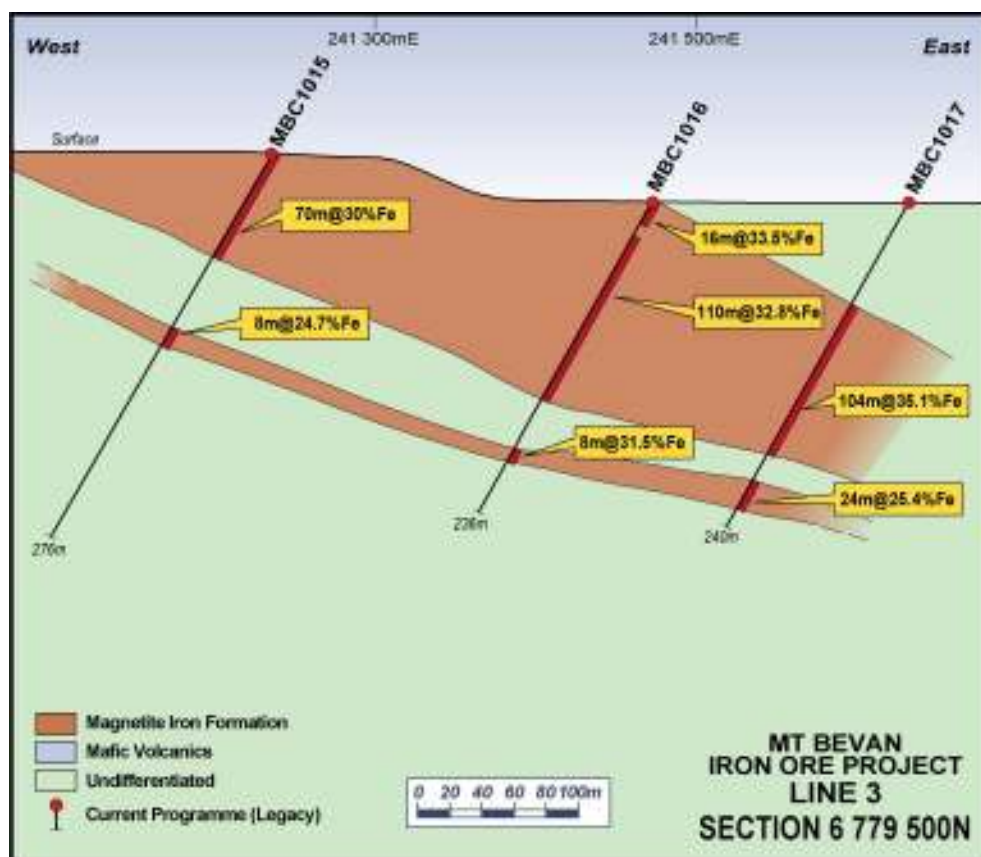 241 300mE
241 500mE
West
East
MBC1015
MBC1016
MBC1017
Surface
70m@30%Fe
16m@33.8%Fe
110m@32.8%Fe
8m@24.7%Fe
104m@35.1%Fe
8m@31.5%Fe
24m@25.4%Fe
276m
236m
240m
Magnetite Iron Formation
Mafic Volcanics
Undifferentiated
Current Programme (Legacy)
0 20 40 60 80 100m
MT BEVAN
IRON ORE PROJECT
LINE 3
SECTION 6 779 500N